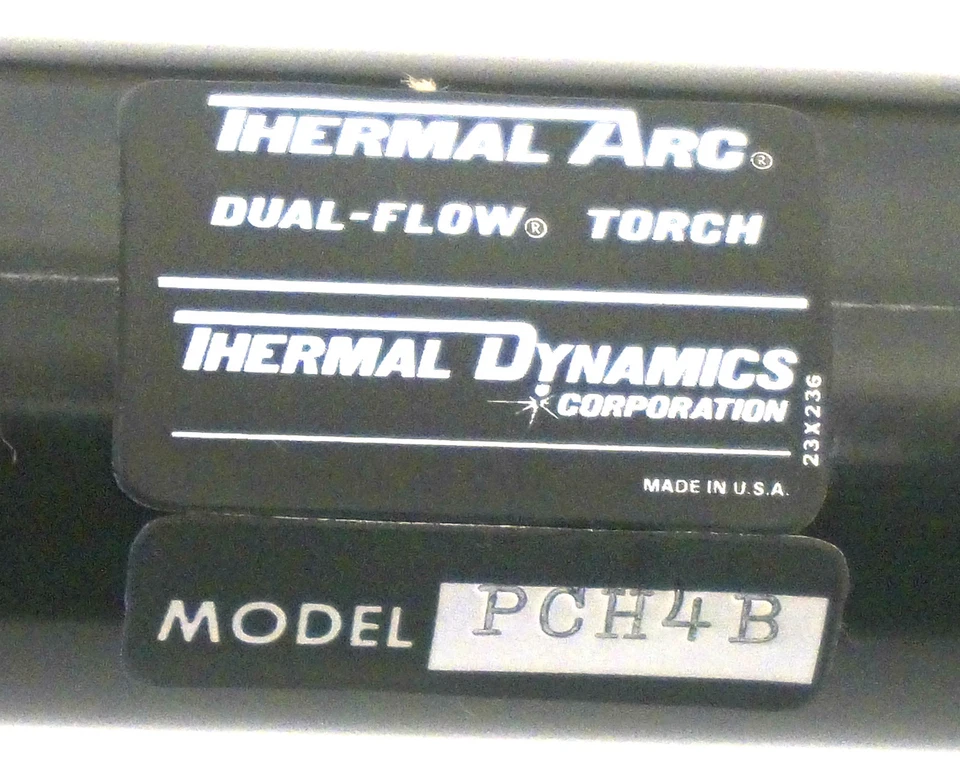 THERMAL ARC®
DUAL-FLOW® TORCH
THERMAL DYNAMICS
CORPORATION
23X236
MADE IN U.S.A.
MODEL PCH4B